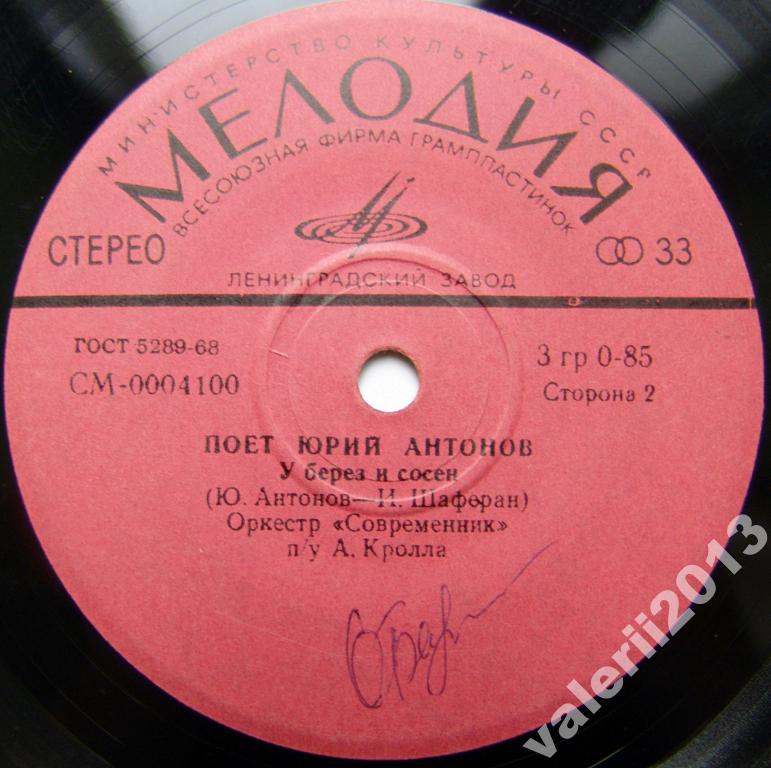 МИНИСТЕРСТВО КУЛЬТУРЫ СССР
МЕЛОДИЯ
ВСЕСОЮЗНАЯ ФИРМА ГРАМПЛАСТИНОК
СТЕРЕО
33
ЛЕНИНГРАДСКИЙ ЗАВОД
ГОСТ 5289-68
3 гр 0-85
СМ-0004100
Сторона 2
ПОЕТ ЮРИЙ АНТОНОВ
У берез и сосен
(Ю. Антонов—И. Шаферан)
Оркестр «Современник»
п/у А. Кролла
valerii2013